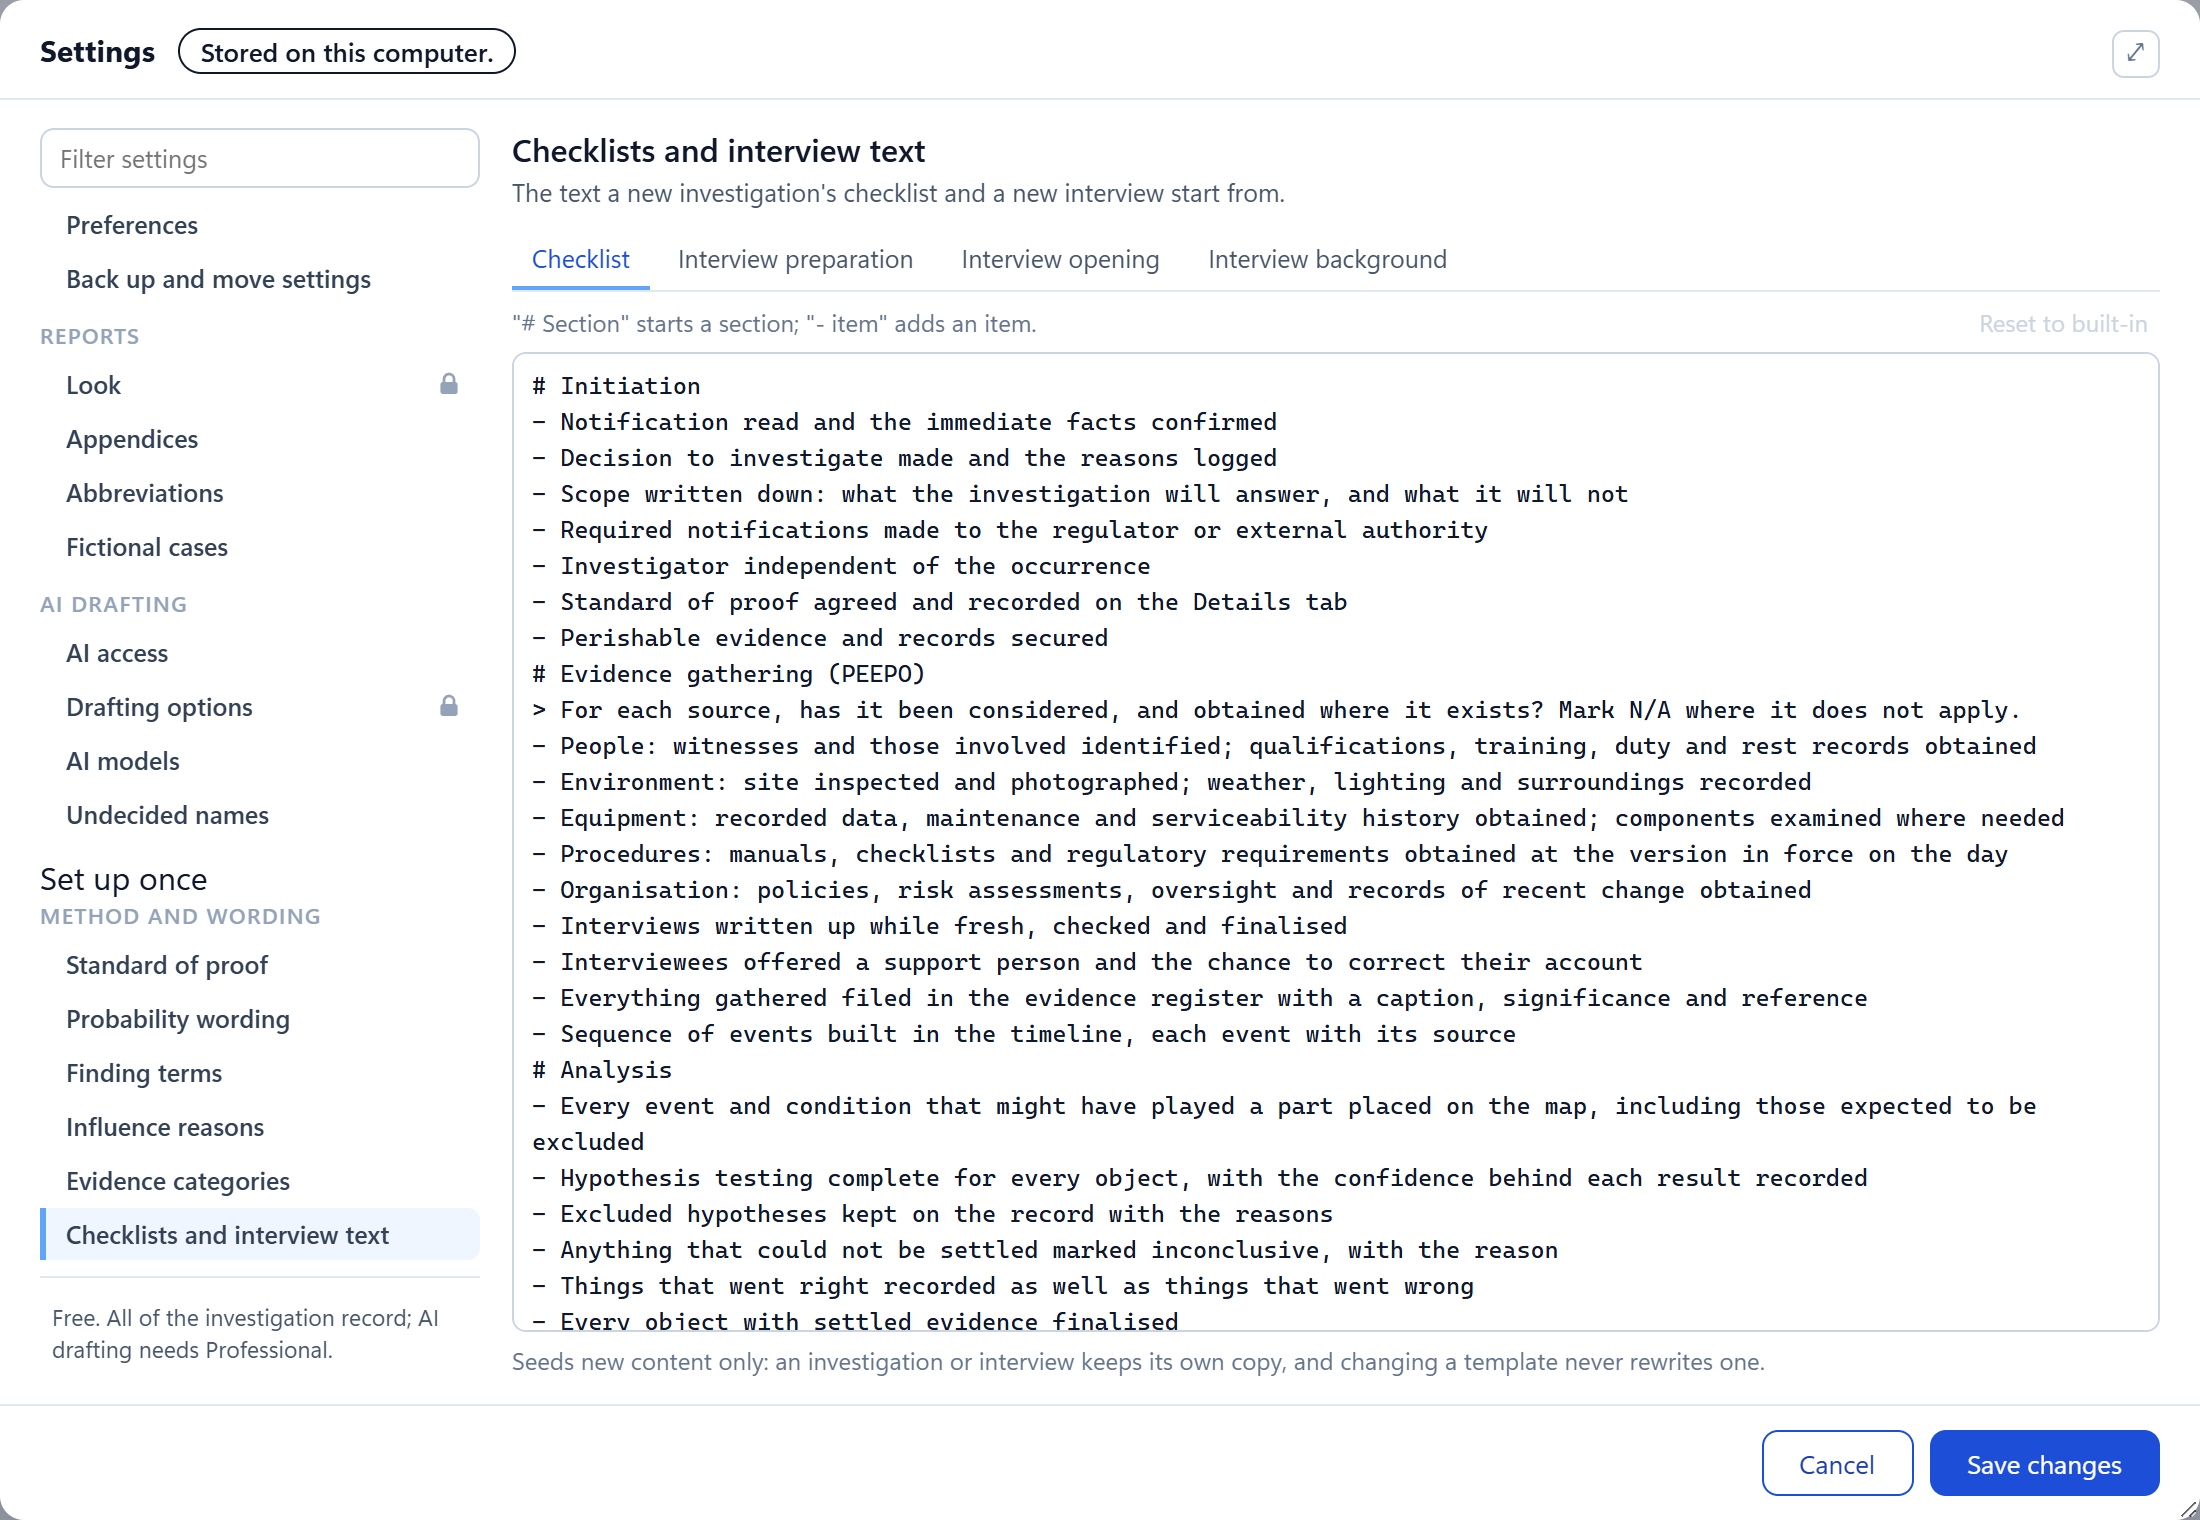 Settings
Stored on this computer.
Filter settings
Preferences
Back up and move settings
REPORTS
Look
Appendices
Abbreviations
Fictional cases
AI DRAFTING
AI access
Drafting options
AI models
Undecided names
Set up once
METHOD AND WORDING
Standard of proof
Probability wording
Finding terms
Influence reasons
Evidence categories
Checklists and interview text
Free. All of the investigation record; AI
drafting needs Professional.
Checklists and interview text
The text a new investigation's checklist and a new interview start from.
Checklist
Interview preparation
Interview opening
Interview background
"# Section" starts a section; "- item" adds an item.
Reset to built-in
# Initiation
- Notification read and the immediate facts confirmed
- Decision to investigate made and the reasons logged
- Scope written down: what the investigation will answer, and what it will not
- Required notifications made to the regulator or external authority
- Investigator independent of the occurrence
- Standard of proof agreed and recorded on the Details tab
- Perishable evidence and records secured
# Evidence gathering (PEEPO)
> For each source, has it been considered, and obtained where it exists? Mark N/A where it does not apply.
- People: witnesses and those involved identified; qualifications, training, duty and rest records obtained
- Environment: site inspected and photographed; weather, lighting and surroundings recorded
- Equipment: recorded data, maintenance and serviceability history obtained; components examined where needed
- Procedures: manuals, checklists and regulatory requirements obtained at the version in force on the day
- Organisation: policies, risk assessments, oversight and records of recent change obtained
- Interviews written up while fresh, checked and finalised
- Interviewees offered a support person and the chance to correct their account
- Everything gathered filed in the evidence register with a caption, significance and reference
- Sequence of events built in the timeline, each event with its source
# Analysis
- Every event and condition that might have played a part placed on the map, including those expected to be
excluded
- Hypothesis testing complete for every object, with the confidence behind each result recorded
- Excluded hypotheses kept on the record with the reasons
- Anything that could not be settled marked inconclusive, with the reason
- Things that went right recorded as well as things that went wrong
- Every object with settled evidence finalised
Seeds new content only: an investigation or interview keeps its own copy, and changing a template never rewrites one.
Cancel
Save changes